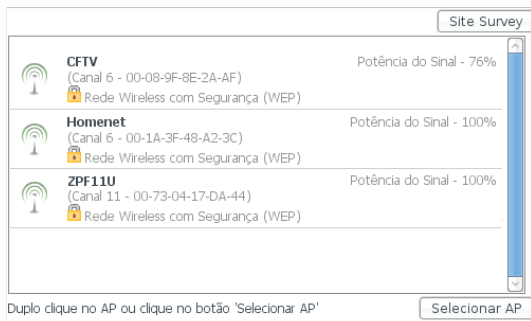 Site Survey
CFTV
Potência do Sinal - 76%
(Canal 6 - 00-08-9F-8E-2A-AF)
Rede Wireless com Segurança (WEP)
Homenet
Potência do Sinal - 100%
(Canal 6 - 00-1A-3F-48-A2-3C)
Rede Wireless com Segurança (WEP)
ZPF11U
Potência do Sinal - 100%
(Canal 11 - 00-73-04-17-DA-44)
Rede Wireless com Segurança (WEP)
Duplo clique no AP ou clique no botão 'Selecionar AP'
Selecionar AP